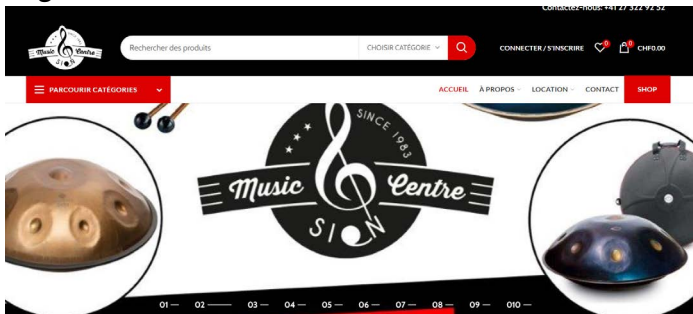 Contactez-nous: +41 27 322 92 52
Music Centre
SION
Rechercher des produits
CHOISIR CATÉGORIE
CONNECTER / S'INSCRIRE
0
0
CHF0.00
PARCOURIR CATÉGORIES
ACCUEIL
À PROPOS
LOCATION
CONTACT
SHOP
SINCE 1983
Music Centre
SION
01
02
03
04
05
06
07
08
09
010